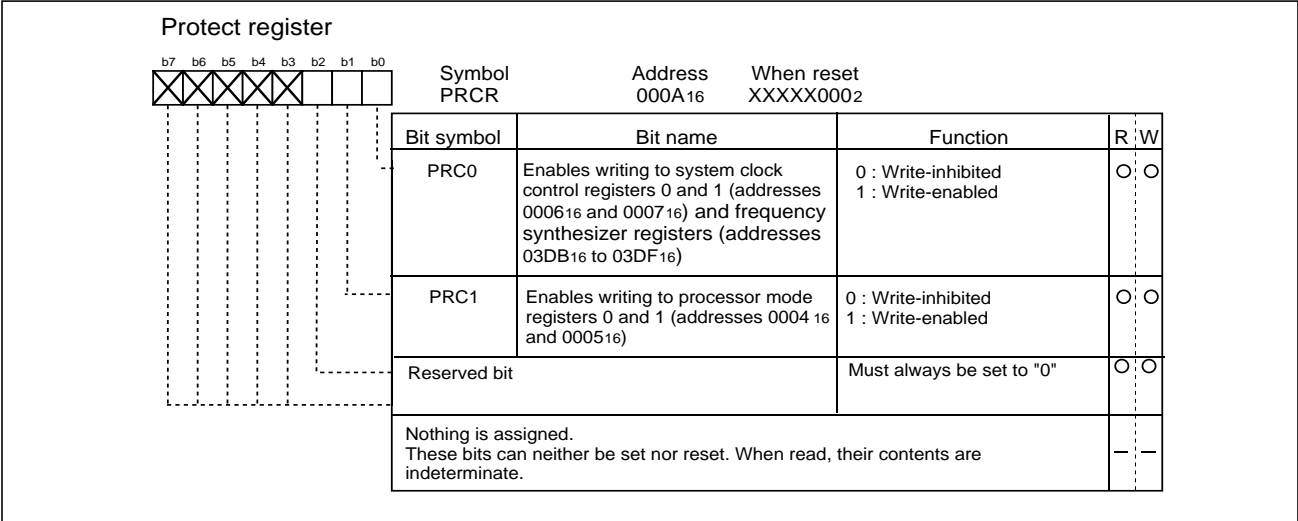 Protect register
b7 b6 b5 b4 b3 b2 b1 b0
Symbol Address When reset
PRCR 000A16 XXXXX0002
Bit symbol Bit name Function R W
PRC0 Enables writing to system clock
control registers 0 and 1 (addresses
000616 and 000716) and frequency
synthesizer registers (addresses
03DB16 to 03DF16)
0 : Write-inhibited
1 : Write-enabled
PRC1 Enables writing to processor mode
registers 0 and 1 (addresses 0004 16
and 000516)
0 : Write-inhibited
1 : Write-enabled
Reserved bit Must always be set to "0"
Nothing is assigned.
These bits can neither be set nor reset. When read, their contents are
indeterminate.